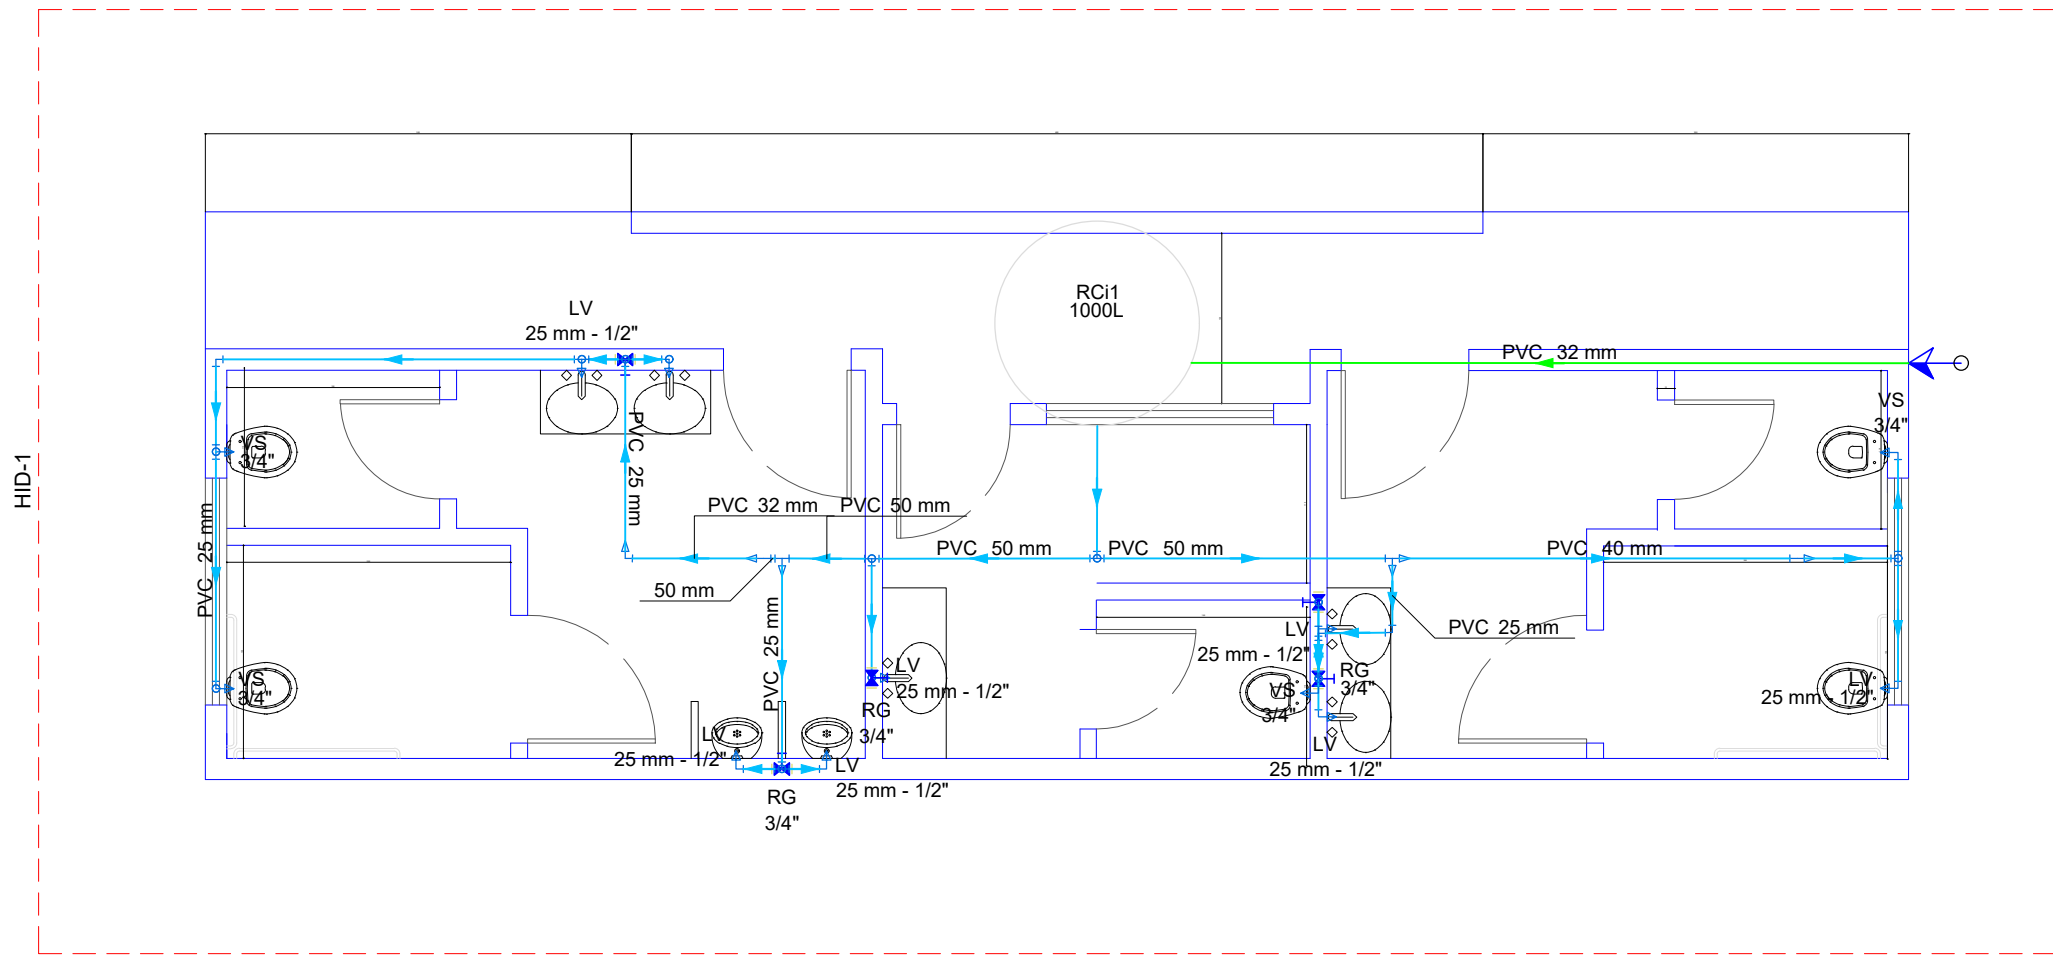 HID-1
RCi1
1000L
LV
25 mm - 1/2"
PVC 32 mm
VS
3/4"
VS
3/4"
PVC 25 mm
PVC 32 mm
PVC 50 mm
PVC 25 mm
PVC 50 mm
PVC 50 mm
PVC 40 mm
50 mm
PVC 25 mm
PVC 25 mm
LV
25 mm - 1/2"
LV
25 mm - 1/2"
RG
3/4"
VS
3/4"
VS
3/4"
LV
25 mm - 1/2"
RG
3/4"
LV
25 mm - 1/2"
LV
25 mm - 1/2"
LV
25 mm - 1/2"
RG
3/4"